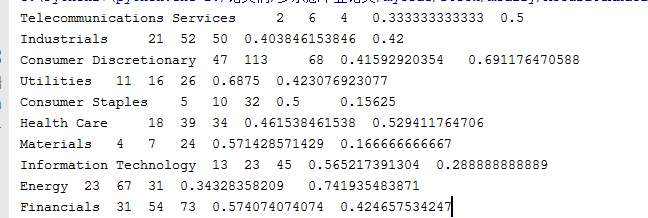 Telecommunications Services 2 6 4 0.333333333333 0.5
Industrials 21 52 50 0.403846153846 0.42
Consumer Discretionary 47 113 68 0.41592920354 0.691176470588
Utilities 11 16 26 0.6875 0.423076923077
Consumer Staples 5 10 32 0.5 0.15625
Health Care 18 39 34 0.461538461538 0.529411764706
Materials 4 7 24 0.571428571429 0.166666666667
Information Technology 13 23 45 0.565217391304 0.288888888889
Energy 23 67 31 0.34328358209 0.741935483871
Financials 31 54 73 0.574074074074 0.424657534247